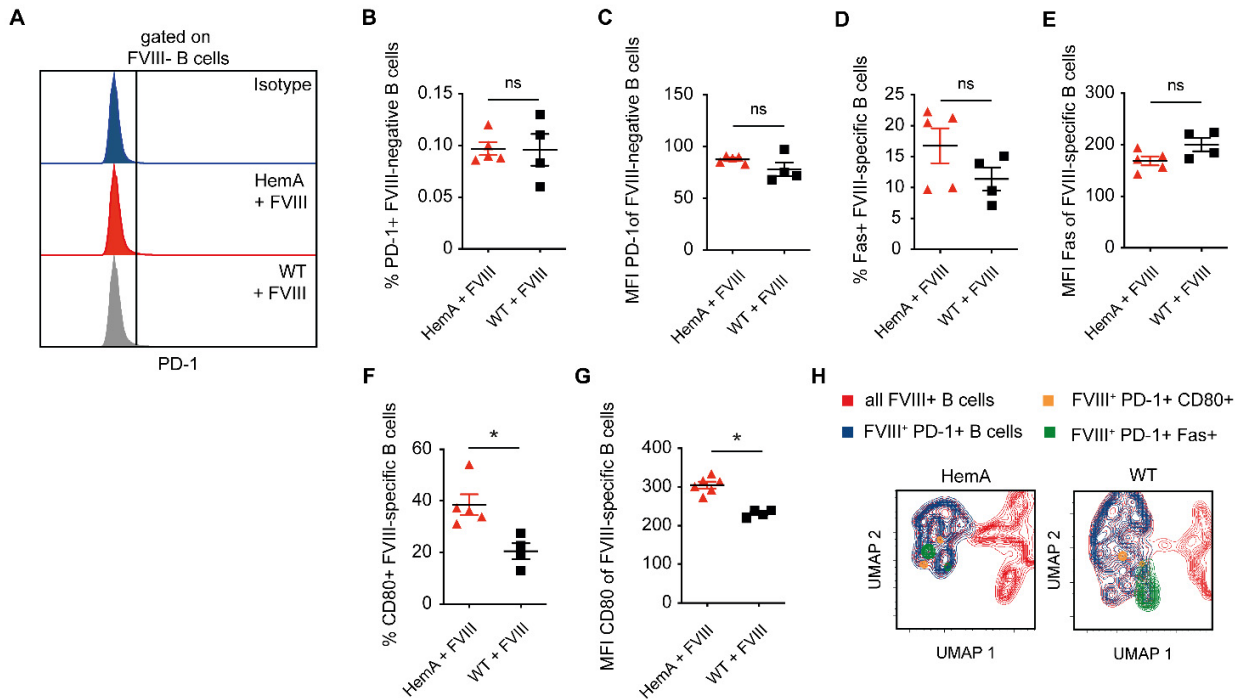 A
gated on
FVIII- B cells
Isotype
HemA
+ FVIII
WT
+ FVIII
PD-1
B
% PD-1+ FVIII-negative B cells
0.15
0.10
0.05
0.00
ns
HemA + FVIII
WT + FVIII
C
MFI PD-1of FVIII-negative B cells
150
100
50
0
ns
HemA + FVIII
WT + FVIII
D
% Fas+ FVIII-specific B cells
25
20
15
10
5
0
ns
HemA + FVIII
WT + FVIII
E
MFI Fas of FVIII-specific B cells
300
200
100
0
ns
HemA + FVIII
WT + FVIII
F
% CD80+ FVIII-specific B cells
60
40
20
0
*
HemA + FVIII
WT + FVIII
G
MFI CD80 of FVIII-specific B cells
400
300
200
100
0
*
HemA + FVIII
WT + FVIII
H
all FVIII+ B cells
FVIII⁺ PD-1+ CD80+
FVIII⁺ PD-1+ B cells
FVIII⁺ PD-1+ Fas+
HemA
UMAP 2
UMAP 1
WT
UMAP 2
UMAP 1